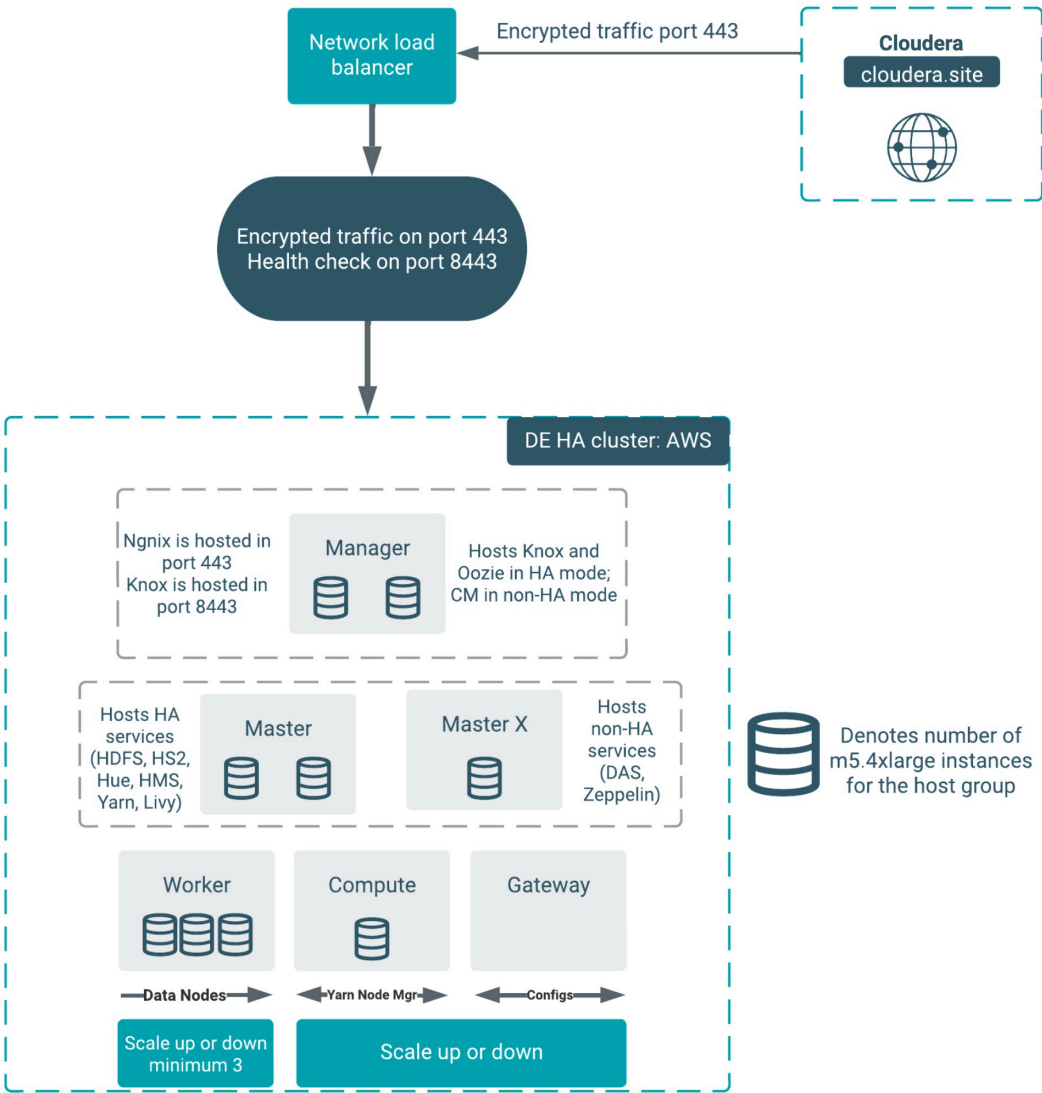 Network load
balancer
Encrypted traffic port 443
Cloudera
cloudera.site
Encrypted traffic on port 443
Health check on port 8443
DE HA cluster: AWS
Ngnix is hosted in
port 443
Knox is hosted in
port 8443
Manager
Hosts Knox and
Oozie in HA mode;
CM in non-HA mode
Hosts HA
services
(HDFS, HS2,
Hue, HMS,
Yarn, Livy)
Master
Master X
Hosts
non-HA
services
(DAS,
Zeppelin)
Denotes number of
m5.4xlarge instances
for the host group
Worker
Compute
Gateway
Data Nodes
Yarn Node Mgr
Configs
Scale up or down
minimum 3
Scale up or down